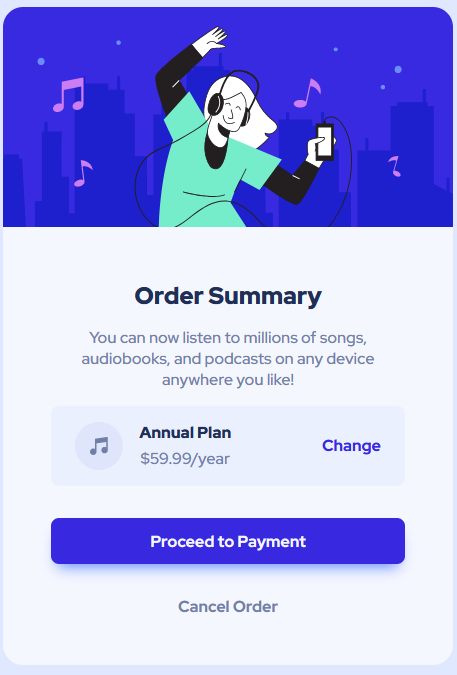 Order Summary
You can now listen to millions of songs,
audiobooks, and podcasts on any device
anywhere you like!
Annual Plan
$59.99/year
Change
Proceed to Payment
Cancel Order